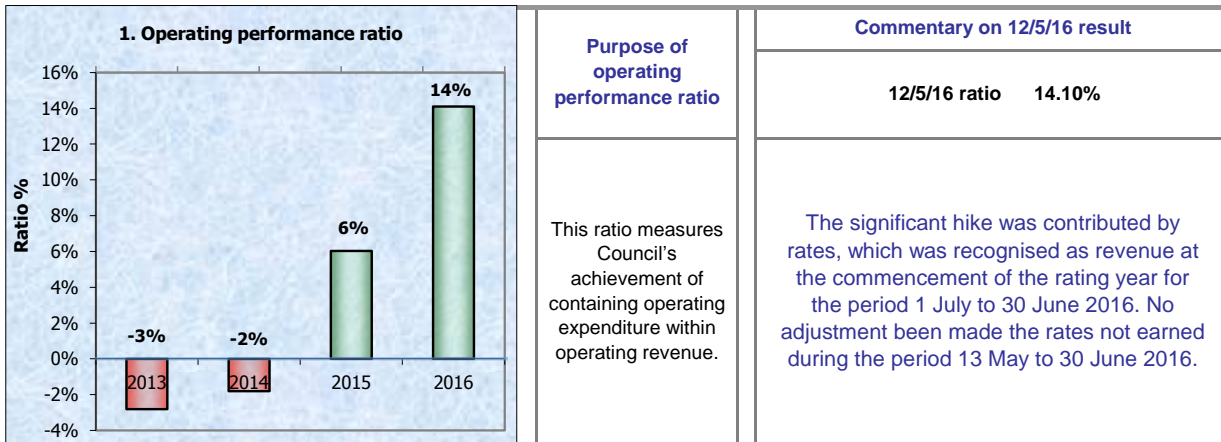 1. Operating performance ratio
16%
14%
12%
10%
8%
6%
4%
2%
0%
-2%
-4%
Ratio %
-3%
-2%
6%
14%
2013
2014
2015
2016
Purpose of
operating
performance ratio
This ratio measures
Council's
achievement of
containing operating
expenditure within
operating revenue.
Commentary on 12/5/16 result
12/5/16 ratio 14.10%
The significant hike was contributed by
rates, which was recognised as revenue at
the commencement of the rating year for
the period 1 July to 30 June 2016. No
adjustment been made the rates not earned
during the period 13 May to 30 June 2016.